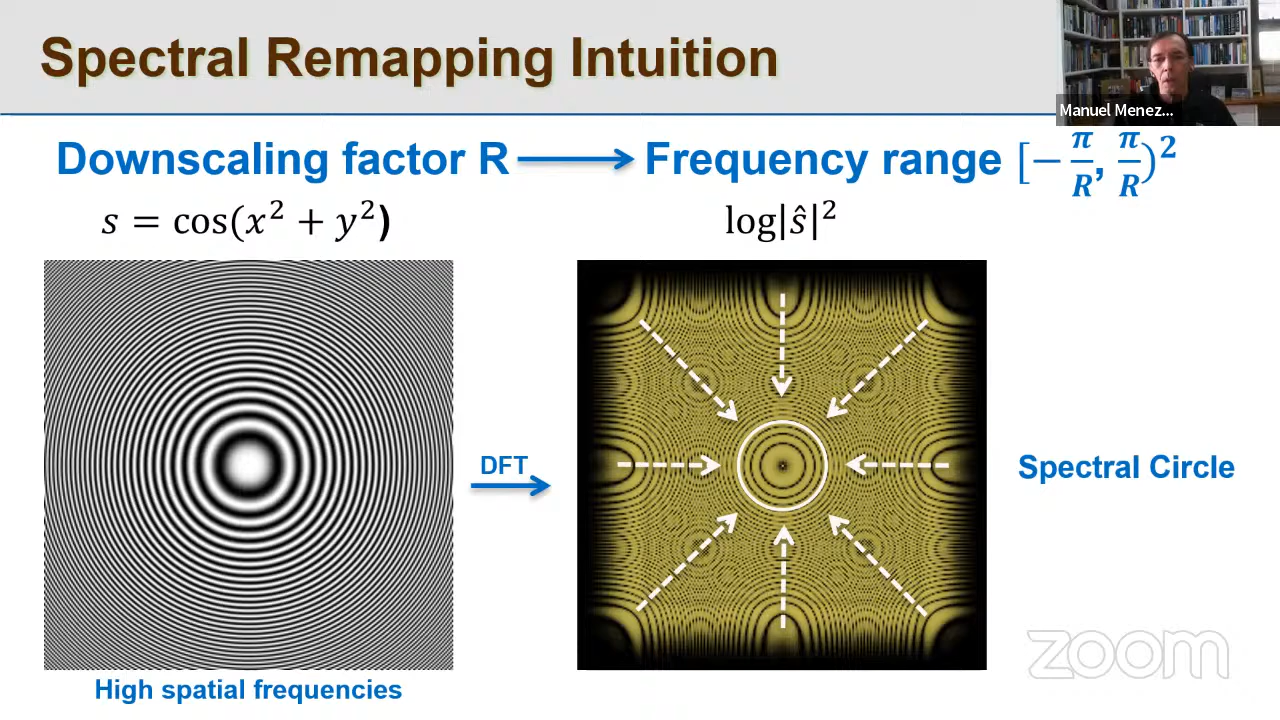 Spectral Remapping Intuition
Manuel Menez...
Downscaling factor R
Frequency range [−π/R, π/R)²
s = cos(x² + y²)
log|ŝ|²
DFT
Spectral Circle
High spatial frequencies
zoom